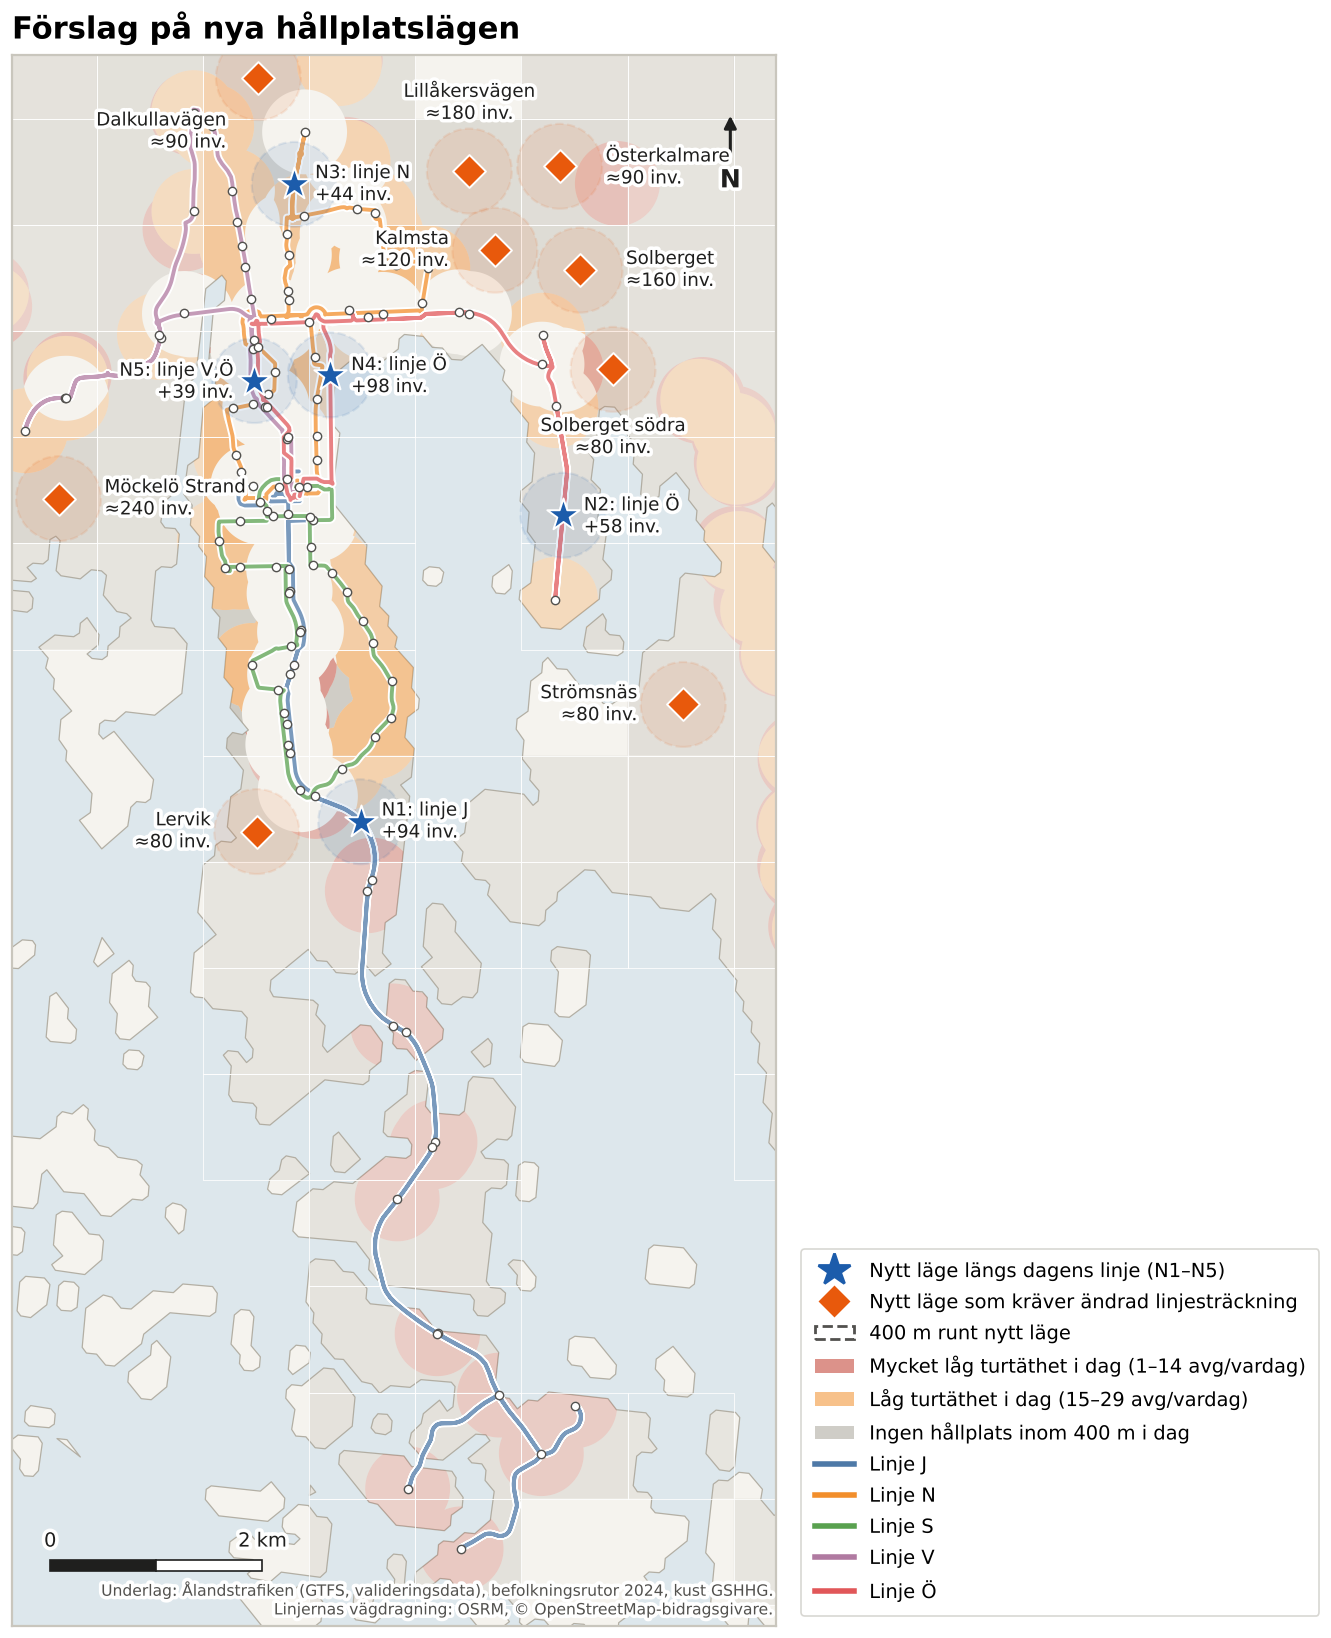 Förslag på nya hållplatslägen
Lillåkersvägen
≈180 inv.
Dalkullavägen
≈90 inv.
Österkalmare
≈90 inv.
N
N3: linje N
+44 inv.
Kalmsta
≈120 inv.
Solberget
≈160 inv.
N5: linje V,Ö
+39 inv.
N4: linje Ö
+98 inv.
Solberget södra
≈80 inv.
Möckelö Strand
≈240 inv.
N2: linje Ö
+58 inv.
Strömsnäs
≈80 inv.
Lervik
≈80 inv.
N1: linje J
+94 inv.
Nytt läge längs dagens linje (N1–N5)
Nytt läge som kräver ändrad linjesträckning
400 m runt nytt läge
Mycket låg turtäthet i dag (1–14 avg/vardag)
Låg turtäthet i dag (15–29 avg/vardag)
Ingen hållplats inom 400 m i dag
Linje J
Linje N
Linje S
Linje V
Linje Ö
0 2 km
Underlag: Ålandstrafiken (GTFS, valideringsdata), befolkningsrutor 2024, kust GSHHG.
Linjernas vägdragning: OSRM, © OpenStreetMap-bidragsgivare.